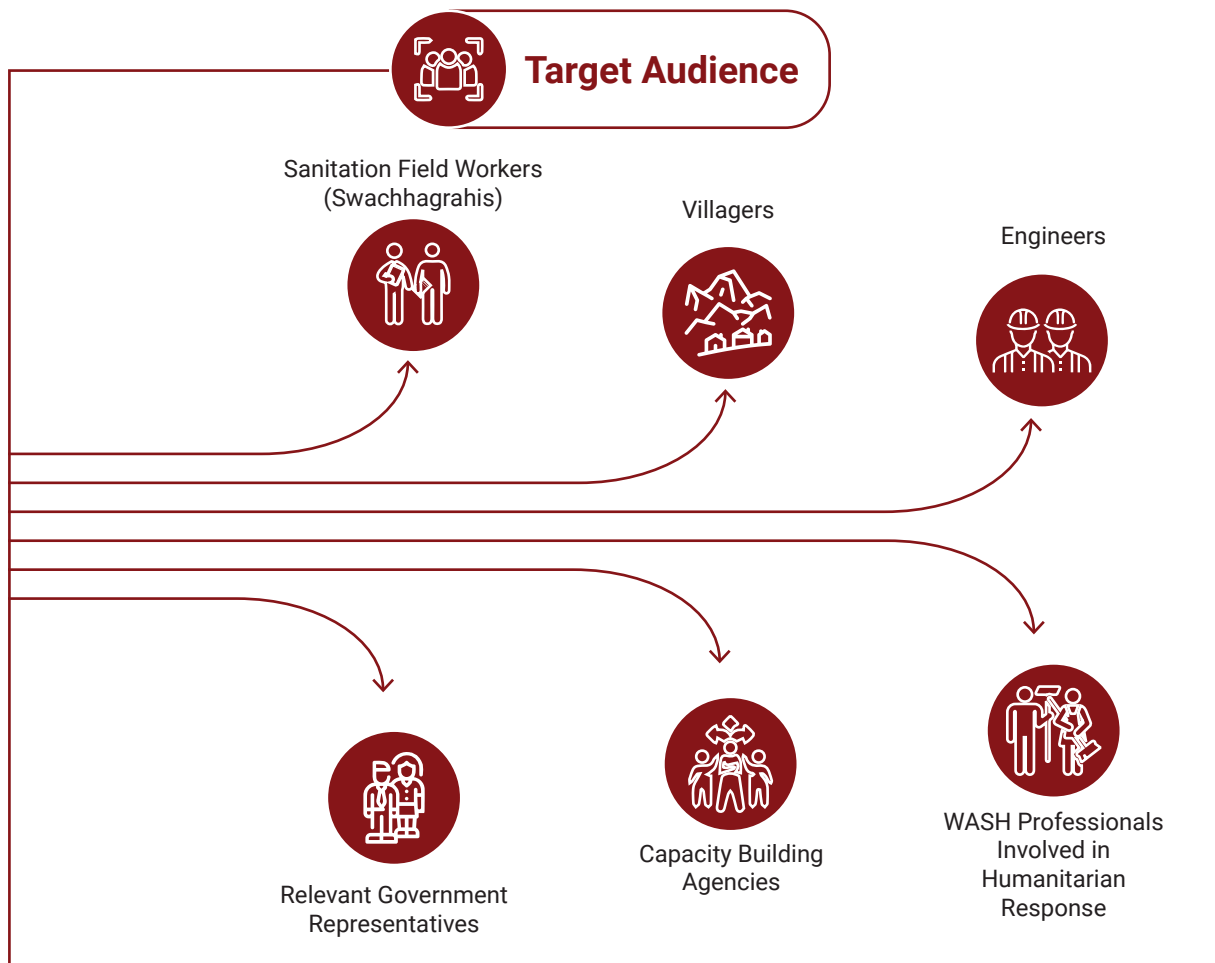 Target Audience
Sanitation Field Workers
(Swachhagrahis)
Villagers
Engineers
Relevant Government
Representatives
Capacity Building
Agencies
WASH Professionals
Involved in
Humanitarian
Response